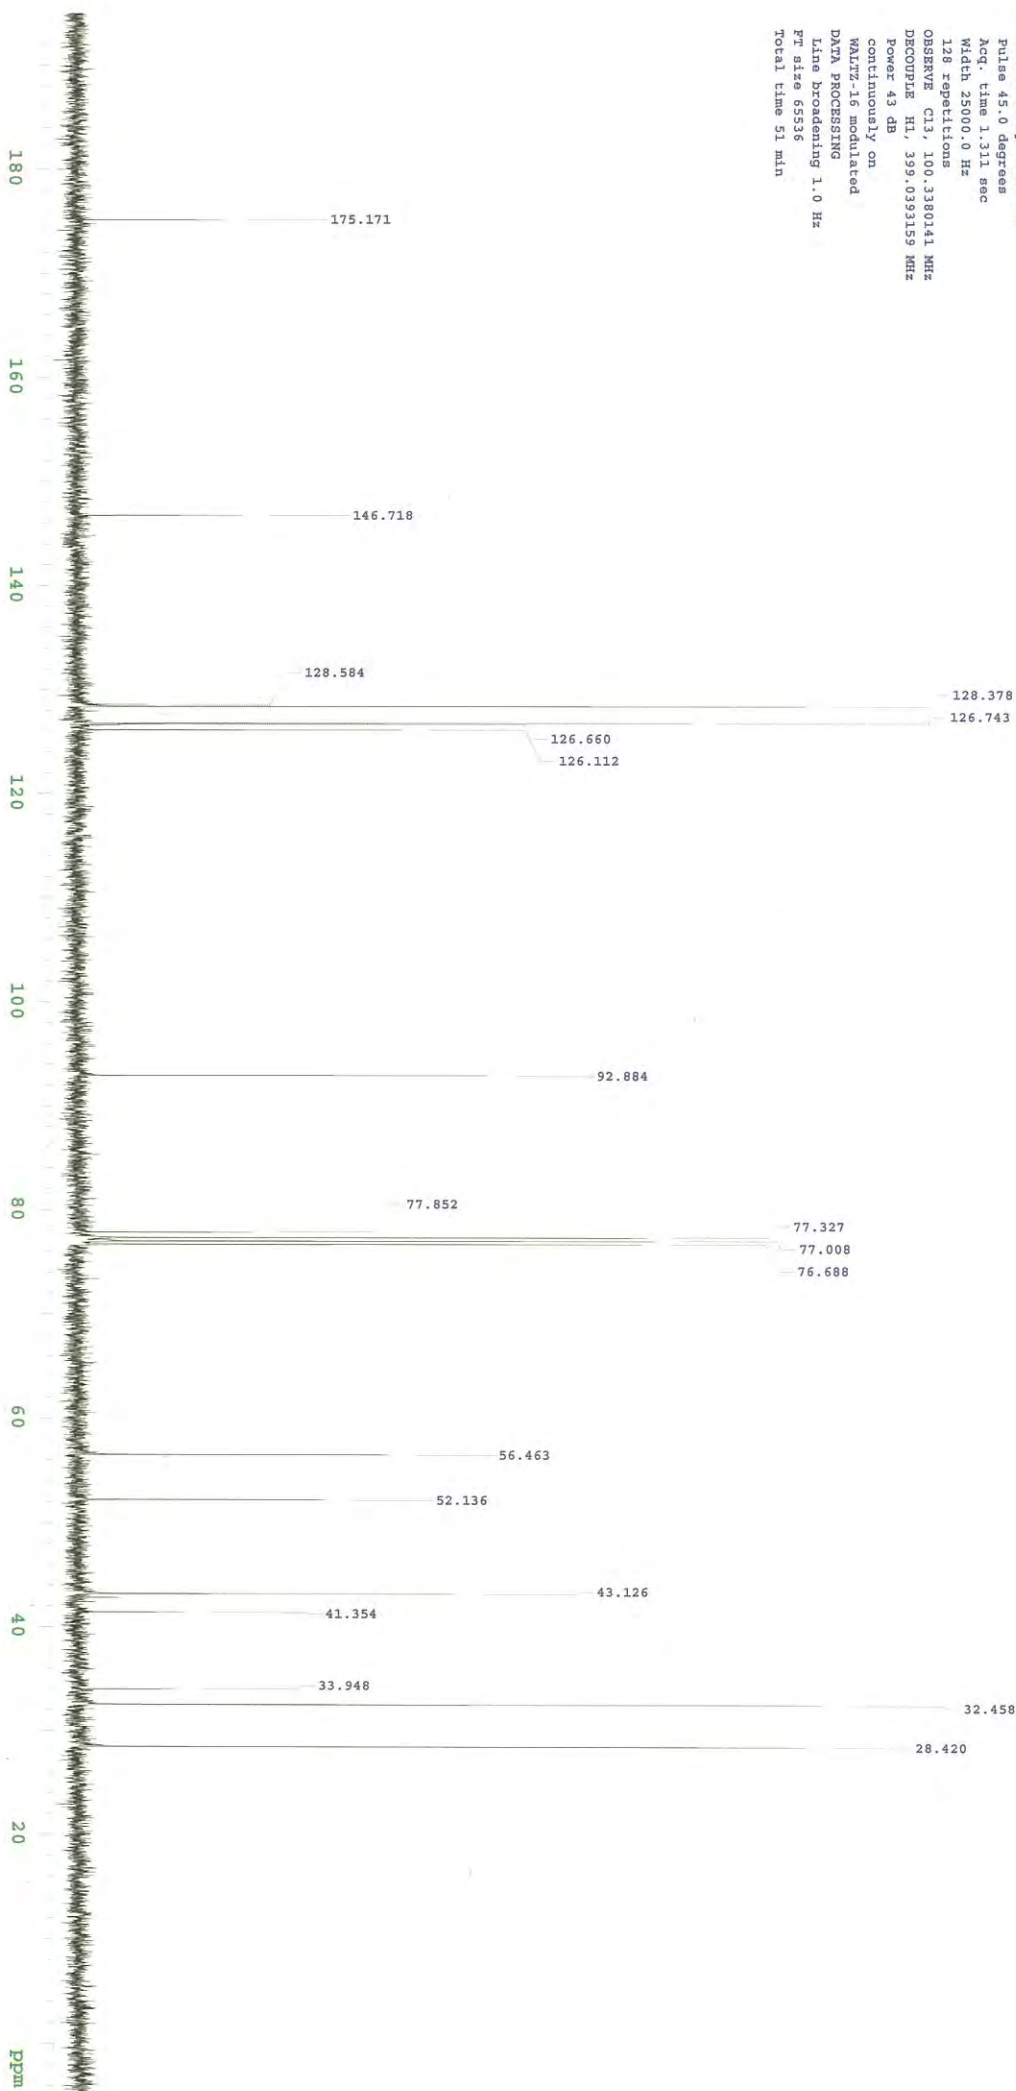 Pulse 45.0 degrees
Acq. time 1.311 sec
Width 25000.0 Hz
128 repetitions
OBSERVE C13, 100.3380141 MHz
DECOUPLE H1, 399.0393159 MHz
Power 43 dB
continuously on
WALTZ-16 modulated
DATA PROCESSING
Line broadening 1.0 Hz
FT size 65536
Total time 51 min
175.171
146.718
128.584
128.378
126.743
126.660
126.112
92.884
77.852
77.327
77.008
76.688
56.463
52.136
43.126
41.354
33.948
32.458
28.420
180
160
140
120
100
80
60
40
20
ppm